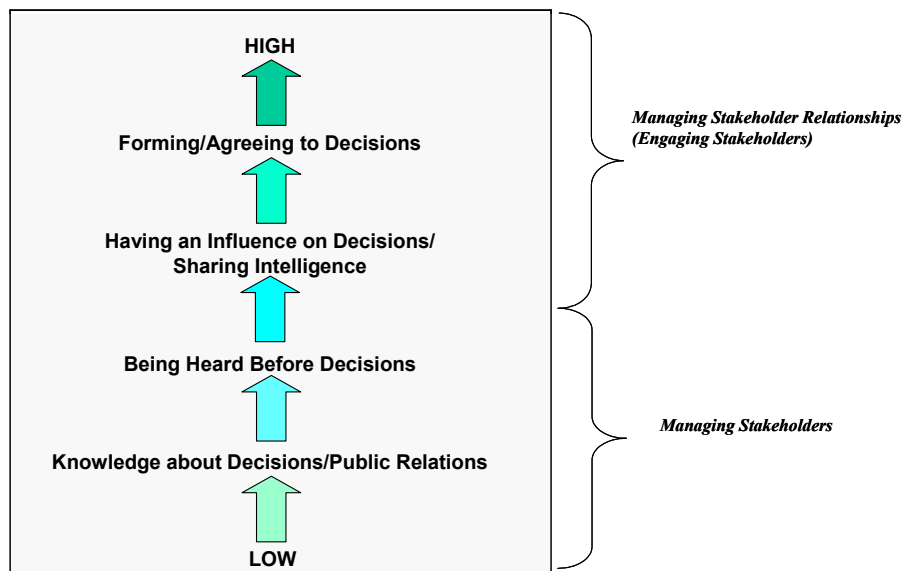 HIGH
Forming/Agreeing to Decisions
Managing Stakeholder Relationships
(Engaging Stakeholders)
Having an Influence on Decisions/
Sharing Intelligence
Being Heard Before Decisions
Managing Stakeholders
Knowledge about Decisions/Public Relations
LOW